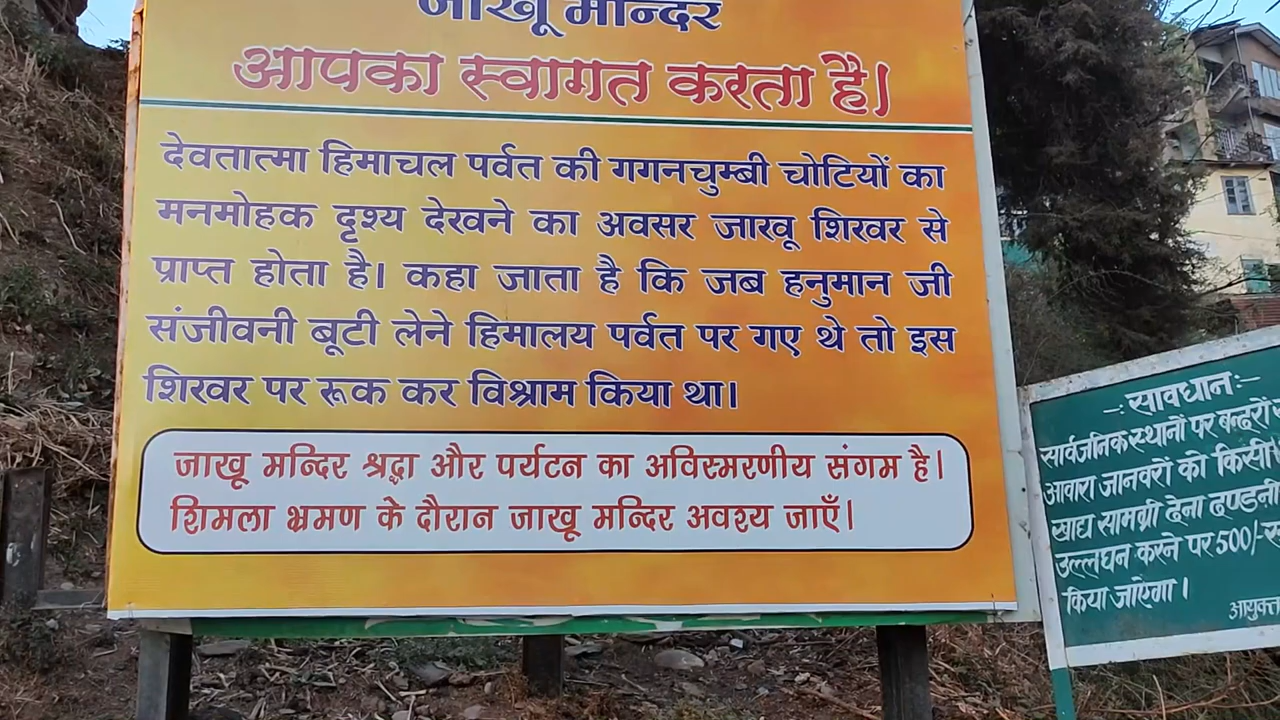 जाखू मन्दिर
आपका स्वागत करता है।
देवतात्मा हिमाचल पर्वत की गगनचुम्बी चोटियों का
मनमोहक दृश्य देखने का अवसर जाखू शिखर से
प्राप्त होता है। कहा जाता है कि जब हनुमान जी
संजीवनी बूटी लेने हिमालय पर्वत पर गए थे तो इस
शिखर पर रूक कर विश्राम किया था।
जाखू मन्दिर श्रद्धा और पर्यटन का अविस्मरणीय संगम है।
शिमला भ्रमण के दौरान जाखू मन्दिर अवश्य जाएँ।
-: सावधान :-
सार्वजनिक स्थानों पर बन्दरों
आवारा जानवरों को किसी
खाद्य सामग्री देना दण्डनी
उल्लघन करने पर 500/-
किया जाऐगा।
आयुक्त